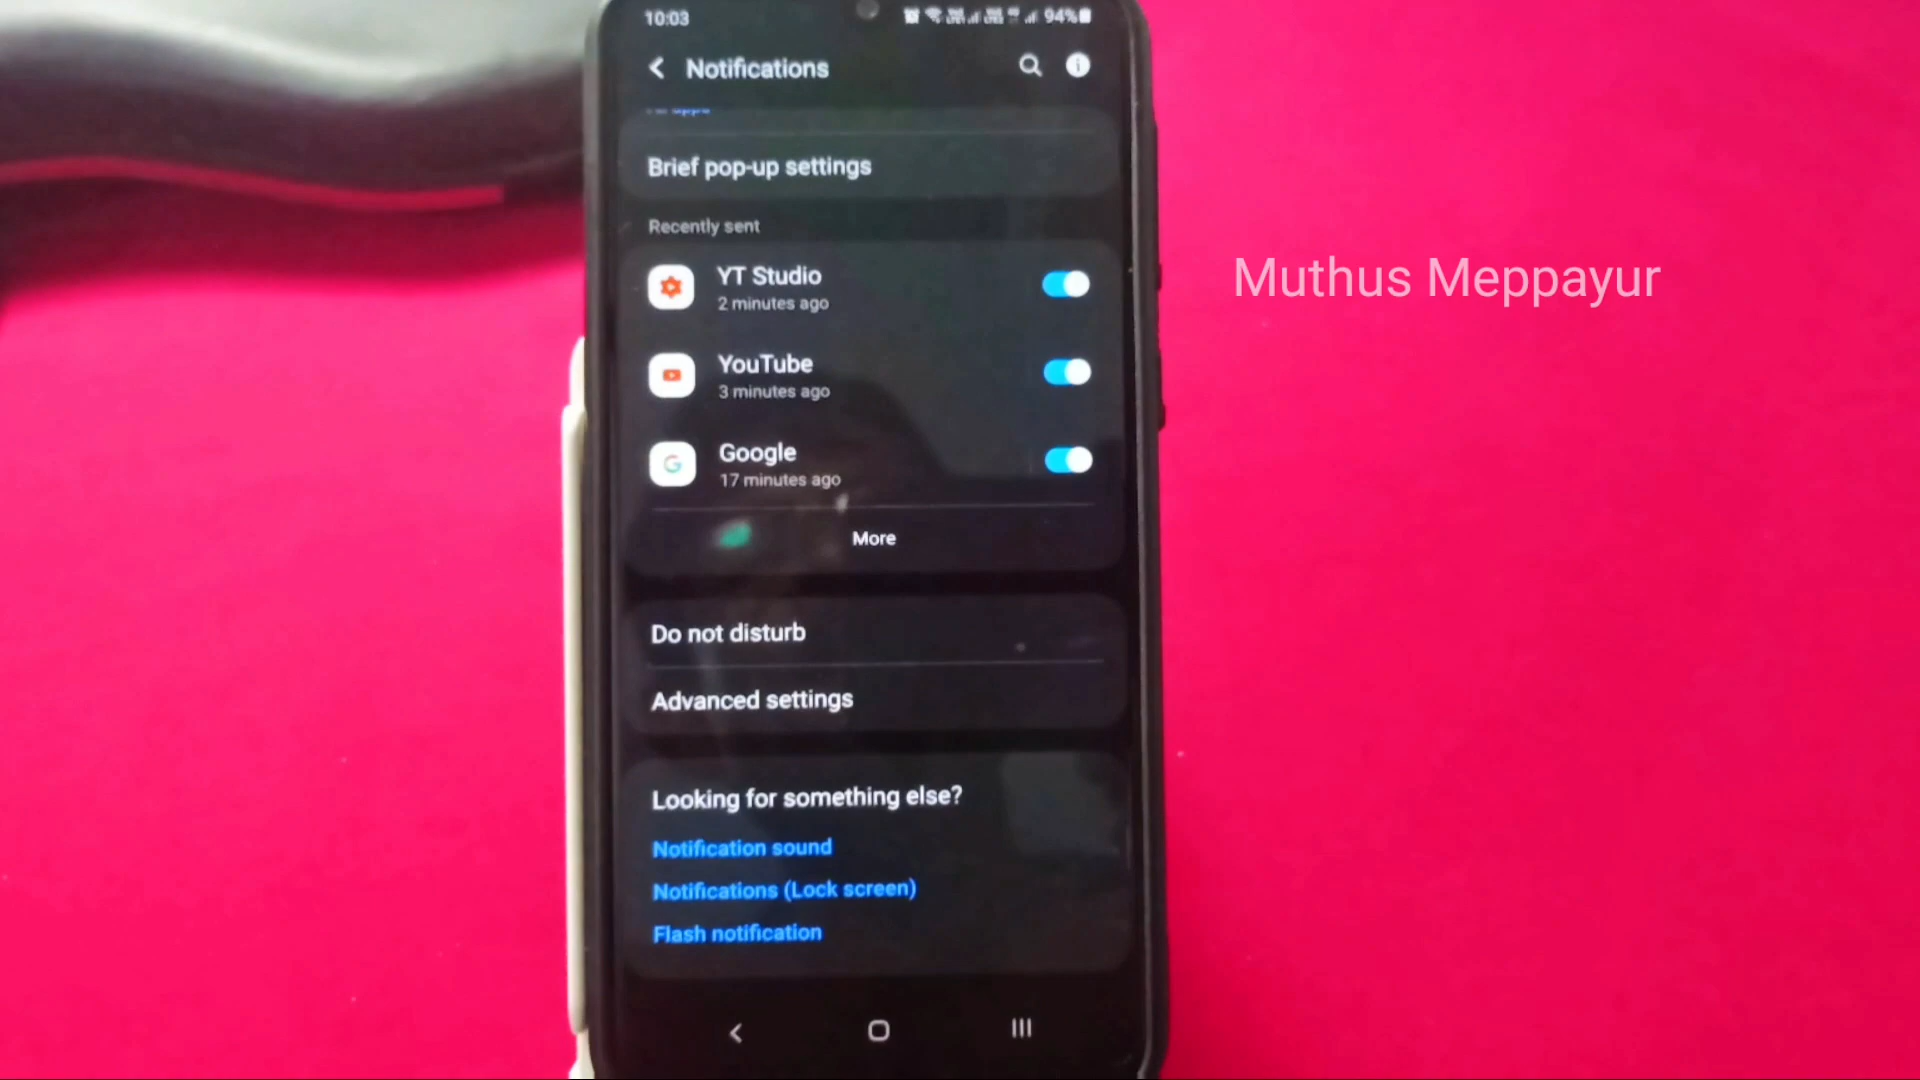 10:03
94%
Notifications
Brief pop-up settings
Recently sent
YT Studio
2 minutes ago
YouTube
3 minutes ago
Google
17 minutes ago
More
Do not disturb
Advanced settings
Looking for something else?
Notification sound
Notifications (Lock screen)
Flash notification
Muthus Meppayur